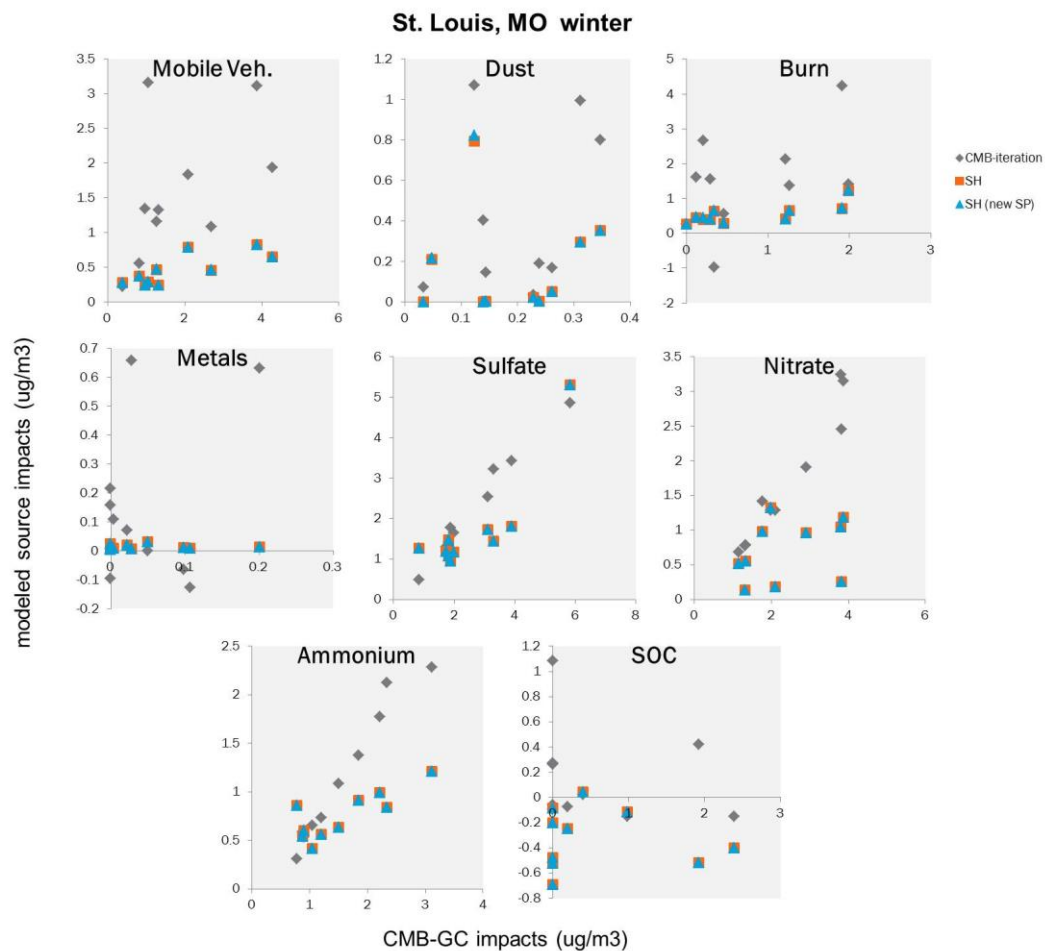 St. Louis, MO winter
Mobile Veh.
3.5
3
2.5
2
1.5
1
0.5
0
0 2 4 6
Dust
1.2
1
0.8
0.6
0.4
0.2
0
0 0.1 0.2 0.3 0.4
Burn
5
4
3
2
1
0
-1
-2
0 1 2 3
CMB-iteration
SH
SH (new SP)
modeled source impacts (ug/m3)
Metals
0.7
0.6
0.5
0.4
0.3
0.2
0.1
0
-0.1
-0.2
0 0.1 0.2 0.3
Sulfate
6
5
4
3
2
1
0
0 2 4 6 8
Nitrate
3.5
3
2.5
2
1.5
1
0.5
0
0 2 4 6
Ammonium
2.5
2
1.5
1
0.5
0
0 1 2 3 4
SOC
1.2
1
0.8
0.6
0.4
0.2
0
-0.2
-0.4
-0.6
-0.8
0 1 2 3
CMB-GC impacts (ug/m3)